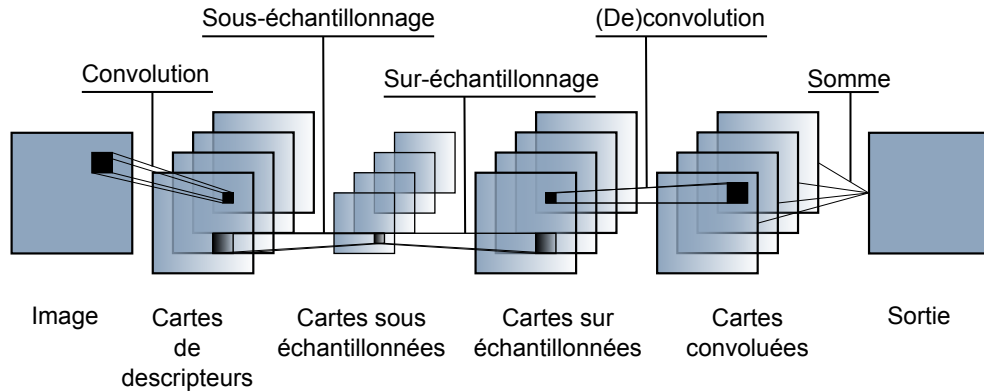 Sous-échantillonnage
(De)convolution
Convolution
Sur-échantillonnage
Somme
Image
Cartes
de
descripteurs
Cartes sous
échantillonnées
Cartes sur
échantillonnées
Cartes
convoluées
Sortie